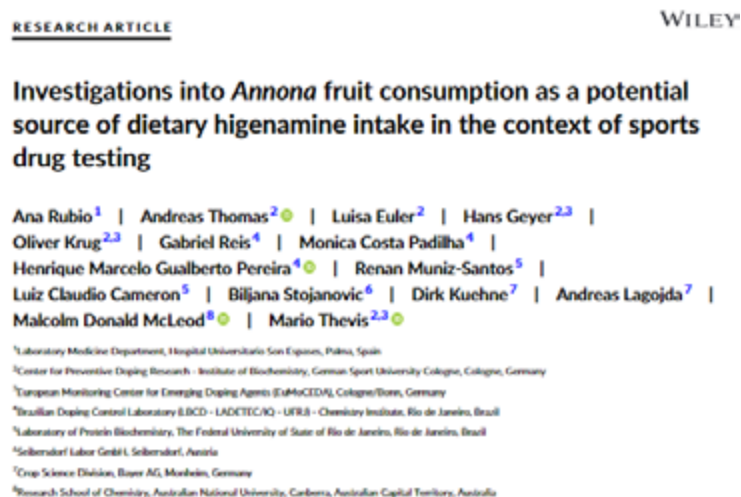 RESEARCH ARTICLE
WILEY
Investigations into Annona fruit consumption as a potential
source of dietary higenamine intake in the context of sports
drug testing
Ana Rubio1 | Andreas Thomas2 | Luisa Euler2 | Hans Geyer2,3 |
Oliver Krug2,3 | Gabriel Reis4 | Monica Costa Padilha4 |
Henrique Marcelo Gualberto Pereira4 | Renan Muniz-Santos5 |
Luiz Claudio Cameron5 | Biljana Stojanovic6 | Dirk Kuehne7 | Andreas Lagojda7 |
Malcolm Donald McLeod8 | Mario Thevis2,3
1Laboratory Medicine Department, Hospital Universitario Son Espases, Palma, Spain
2Center for Preventive Doping Research - Institute of Biochemistry, German Sport University Cologne, Cologne, Germany
3European Monitoring Center for Emerging Doping Agents (EuMoCEDA), Cologne/Bonn, Germany
4Brazilian Doping Control Laboratory (LBCD - LADETEC/IQ - UFRJ) - Chemistry Institute, Rio de Janeiro, Brazil
5Laboratory of Protein Biochemistry, The Federal University of State of Rio de Janeiro, Rio de Janeiro, Brazil
6Seibersdorf Labor GmbH, Seibersdorf, Austria
7Crop Science Division, Bayer AG, Monheim, Germany
8Research School of Chemistry, Australian National University, Canberra, Australian Capital Territory, Australia